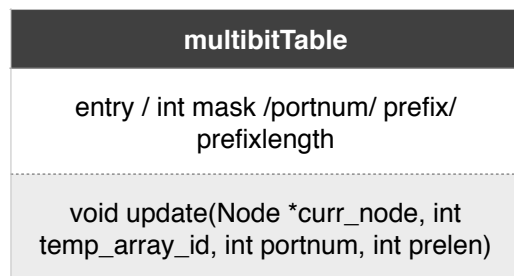 multibitTable
entry / int mask /portnum/ prefix/
prefixlength
void update(Node *curr_node, int
temp_array_id, int portnum, int prelen)